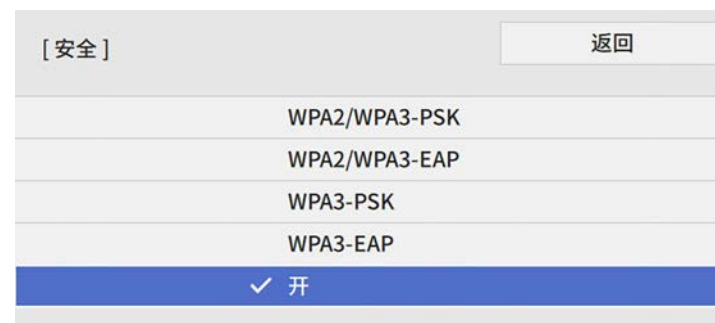 [安全]
返回
WPA2/WPA3-PSK
WPA2/WPA3-EAP
WPA3-PSK
WPA3-EAP
✓ 开